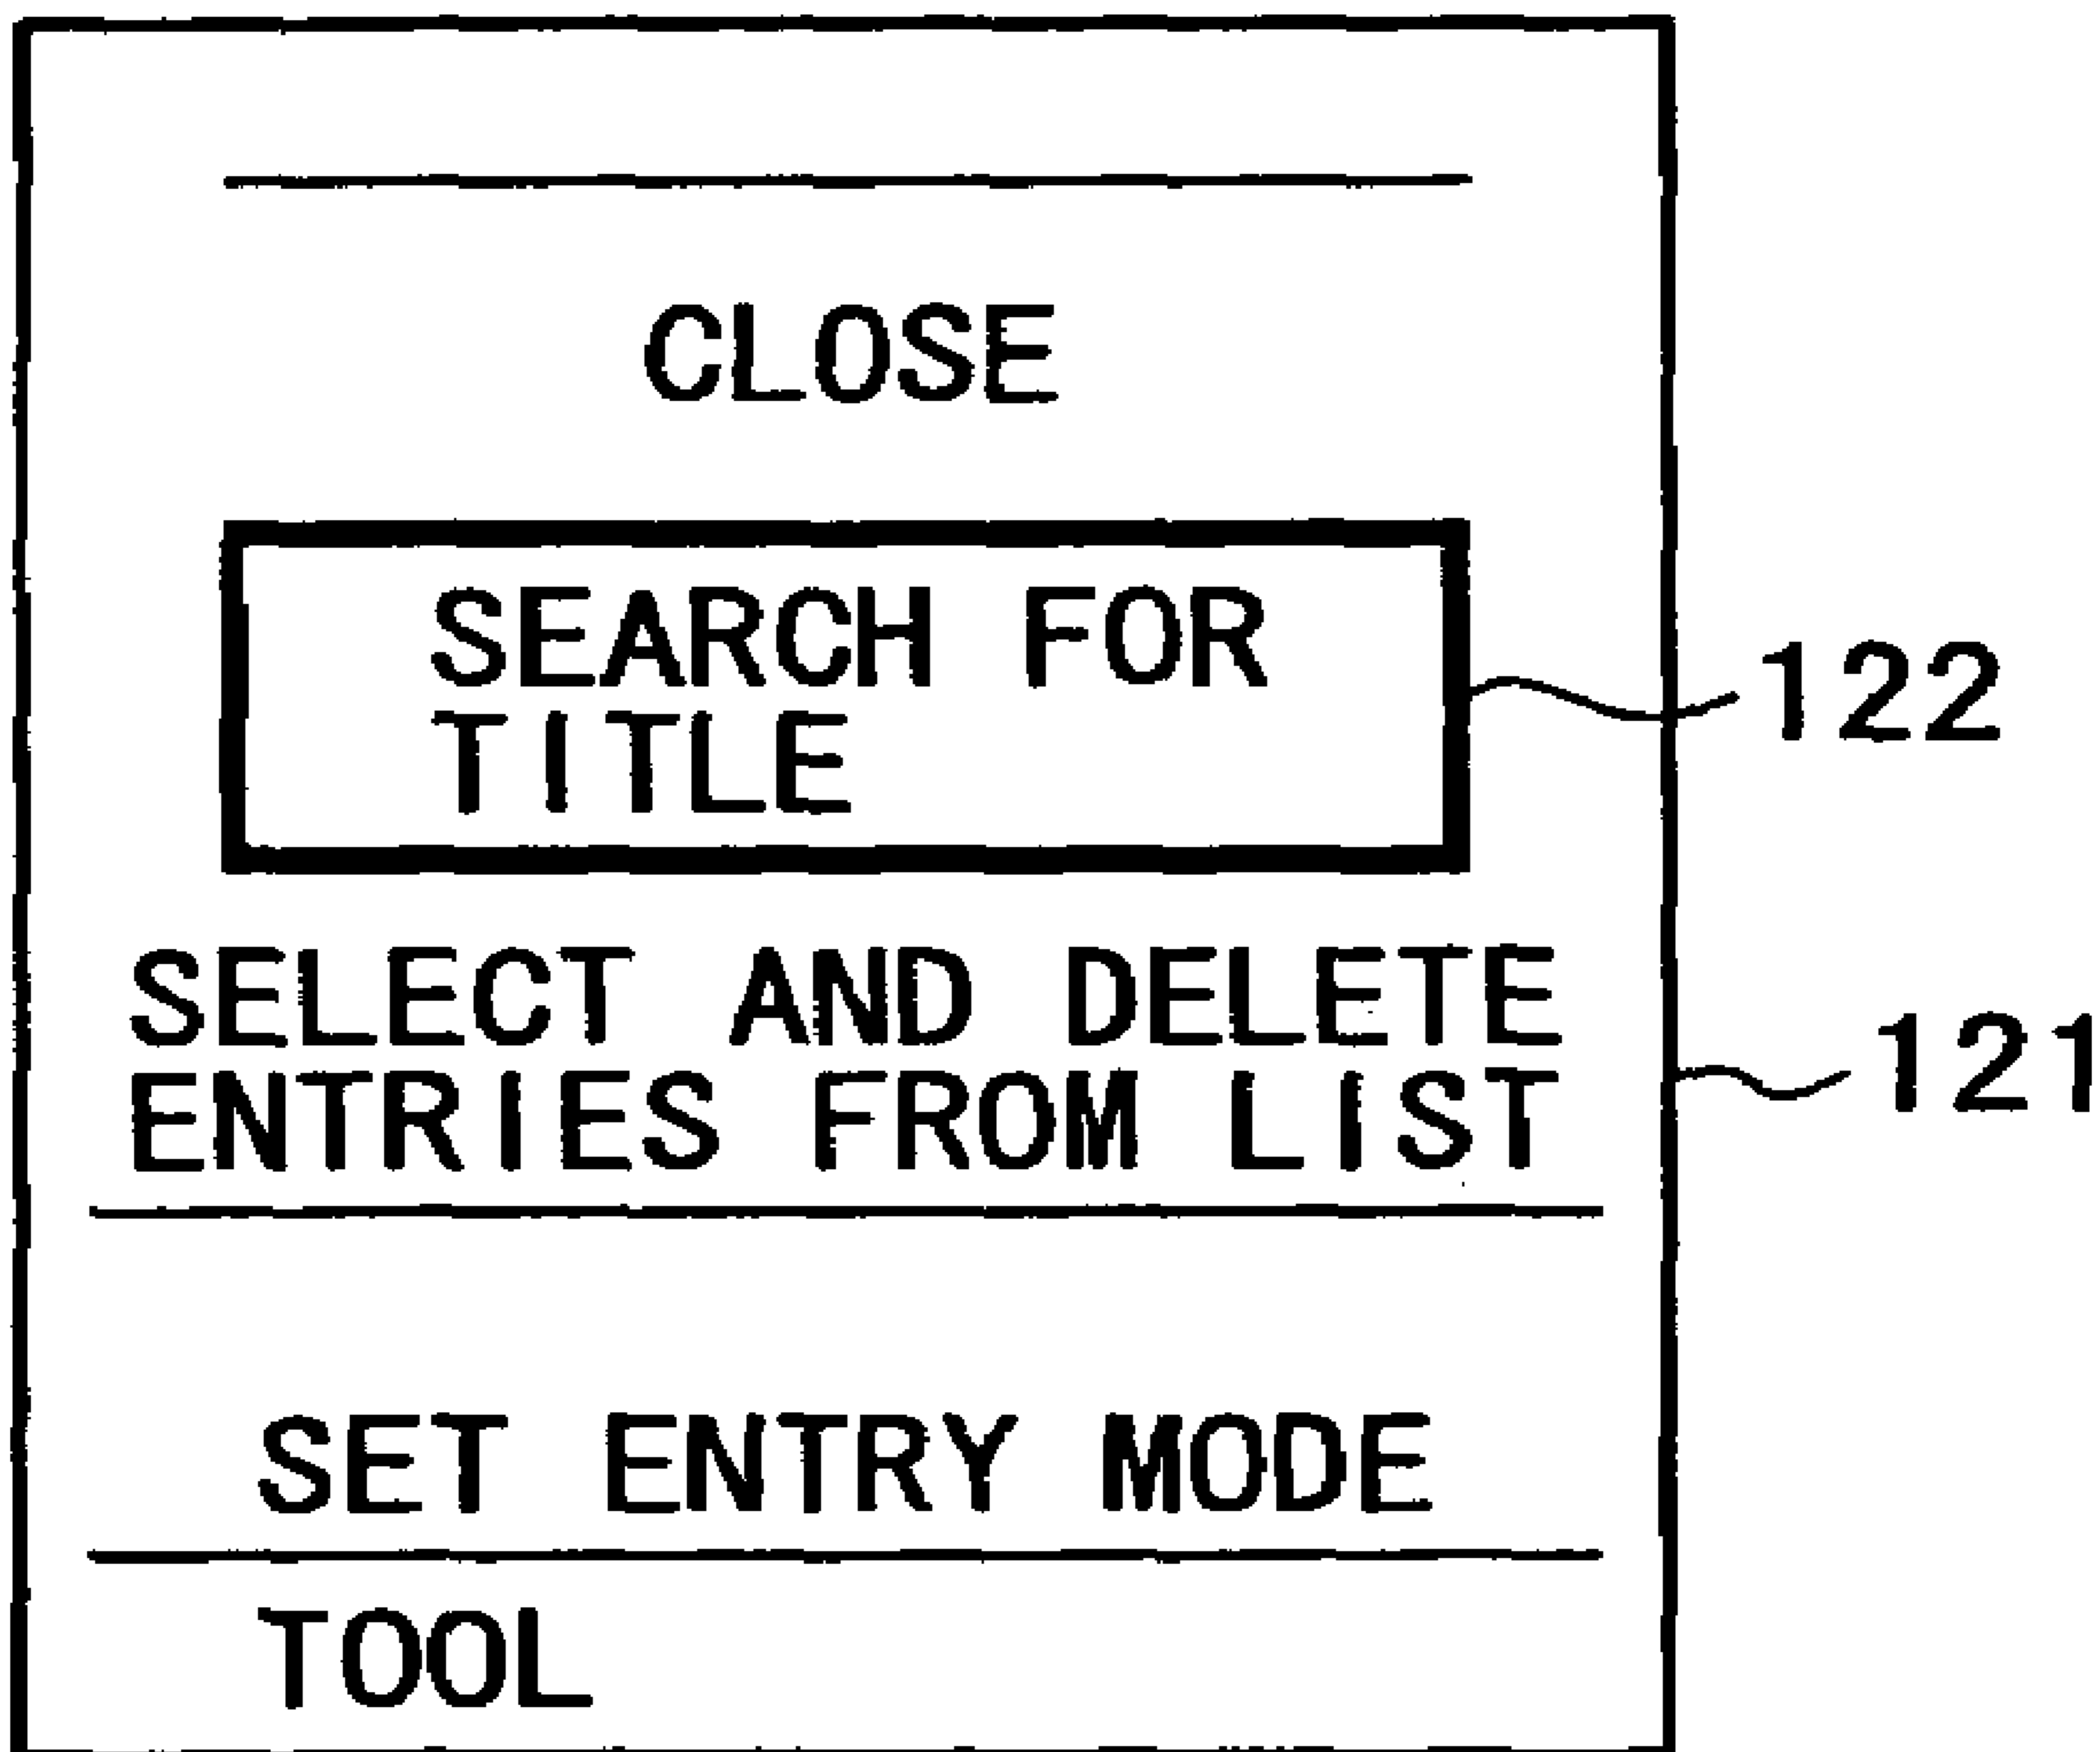 CLOSE
SEARCH FOR
TITLE
122
SELECT AND DELETE
ENTRIES FROM LIST
121
SET ENTRY MODE
TOOL